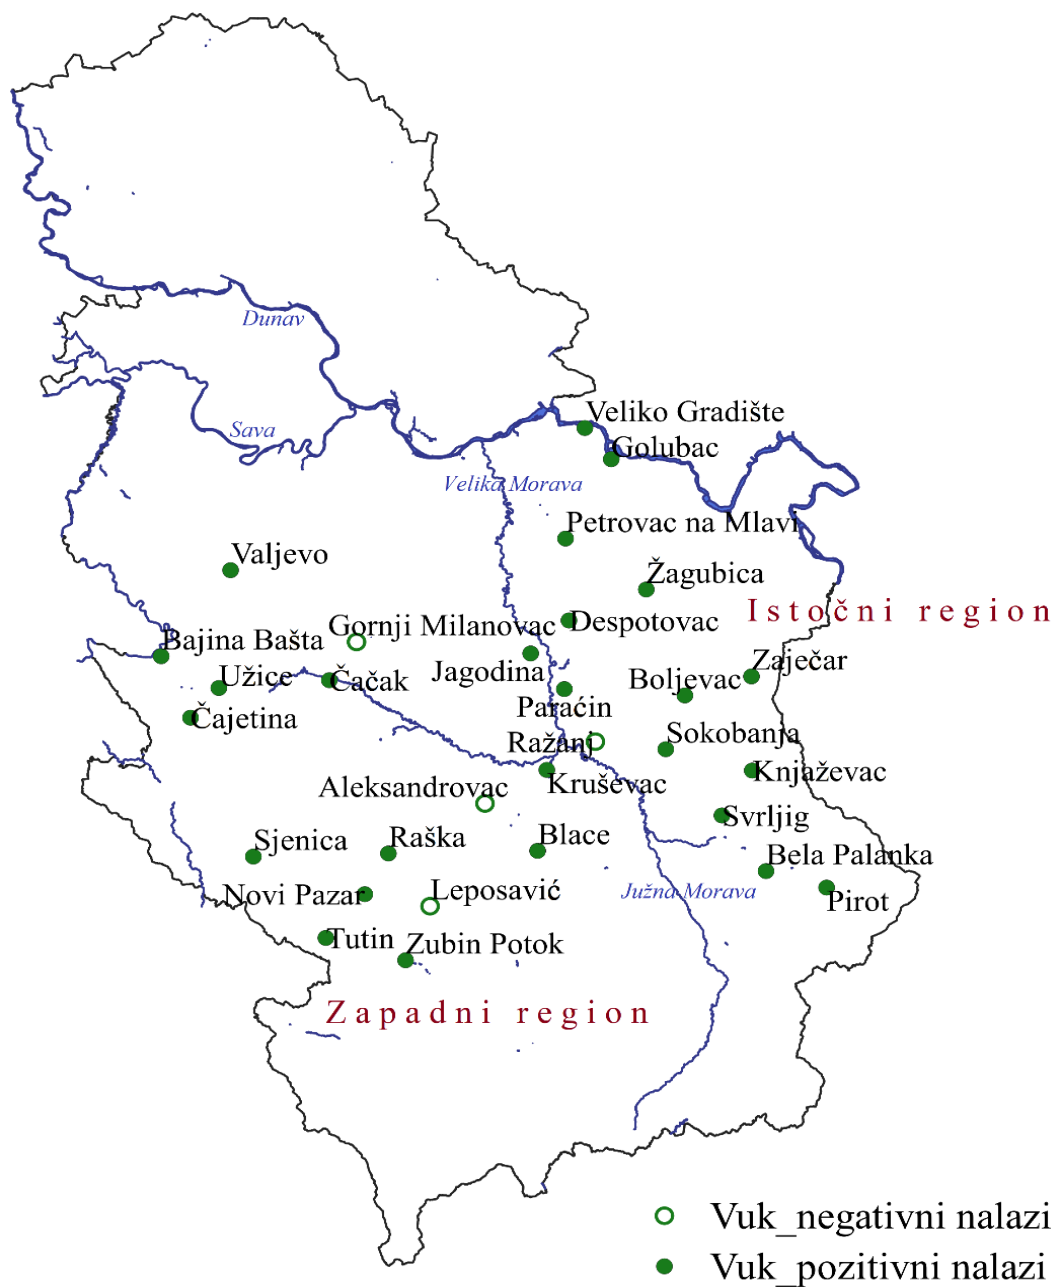 Dunav
Veliko Gradište
Sava
Golubac
Velika Morava
Petrovac na Mlavi
Valjevo
Žagubica
Istočni region
Gornji Milanovac
Despotovac
Bajina Bašta
Zaječar
Užice
Čačak
Jagodina
Boljevac
Paraćin
Čajetina
Sokobanja
Ražanj
Knjaževac
Aleksandrovac
Kruševac
Svrljig
Sjenica
Raška
Blace
Bela Palanka
Novi Pazar
Leposavić
Južna Morava
Pirot
Tutin
Zubin Potok
Zapadni region
Vuk_negativni nalazi
Vuk_pozitivni nalazi